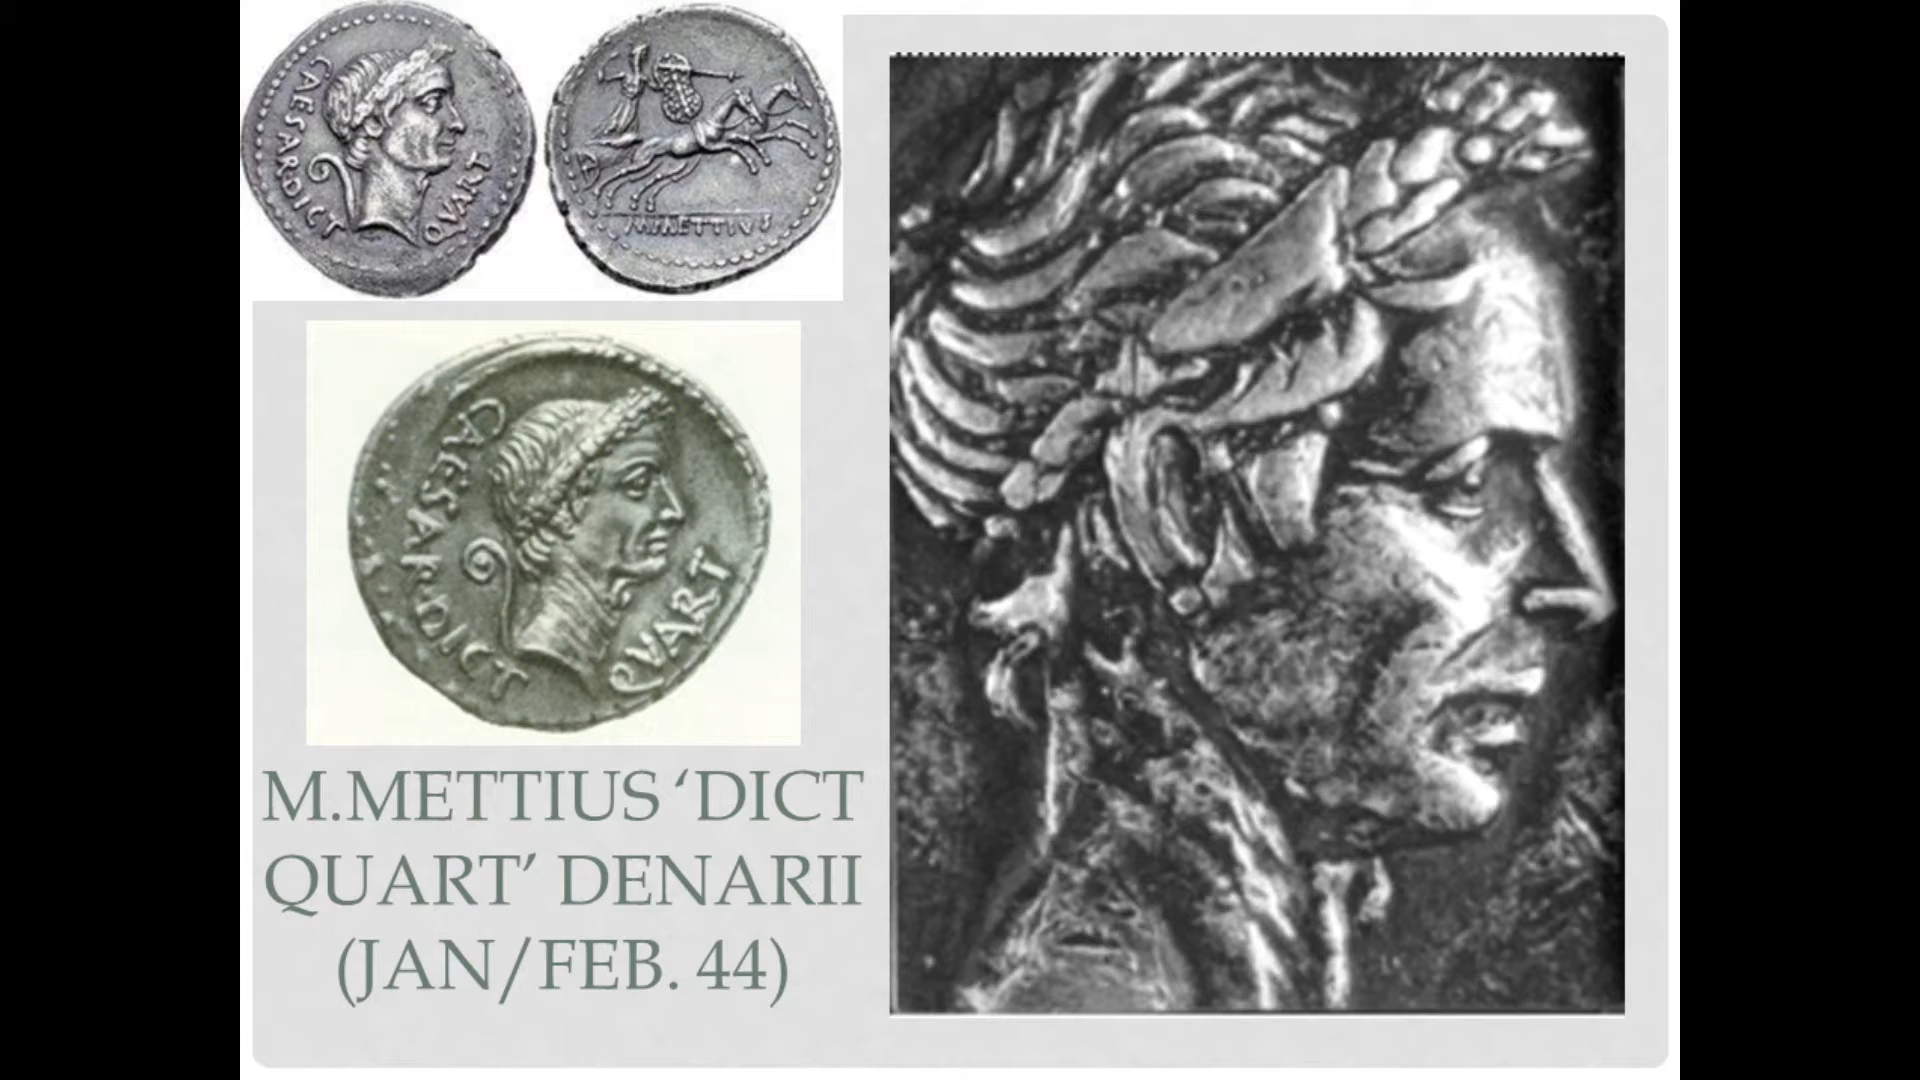 CAESAR DICT QVART
M METTIVS
CAESAR DICT QVART
M.METTIUS ‘DICT
QUART’ DENARII
(JAN/FEB. 44)